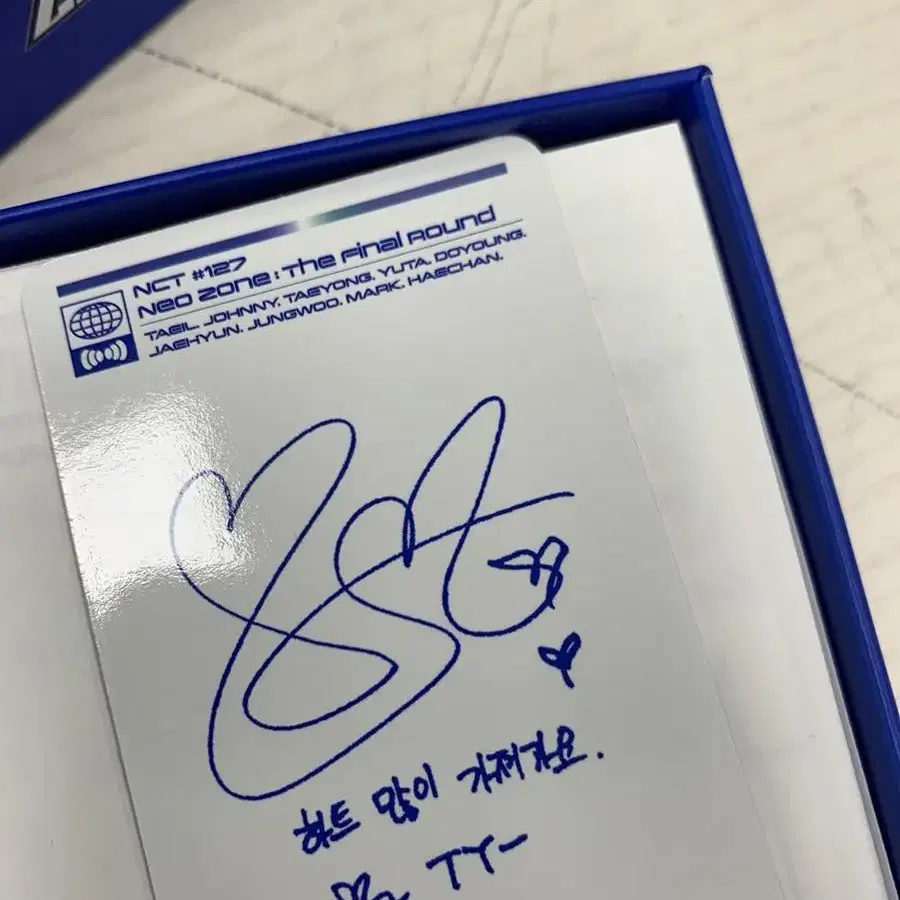 NCT #127
Neo Zone : The Final Round
TAEIL. JOHNNY. TAEYONG. YUTA. DOYOUNG.
JAEHYUN. JUNGWOO. MARK. HAECHAN.
하트 많이 가져가요.
TY-